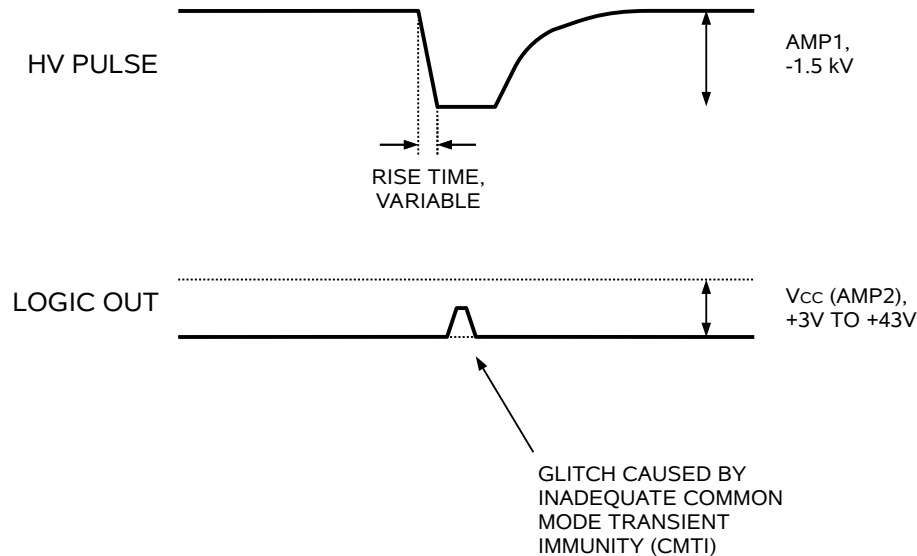 HV PULSE
AMP1,
-1.5 kV
RISE TIME,
VARIABLE
LOGIC OUT
VCC (AMP2),
+3V TO +43V
GLITCH CAUSED BY
INADEQUATE COMMON
MODE TRANSIENT
IMMUNITY (CMTI)